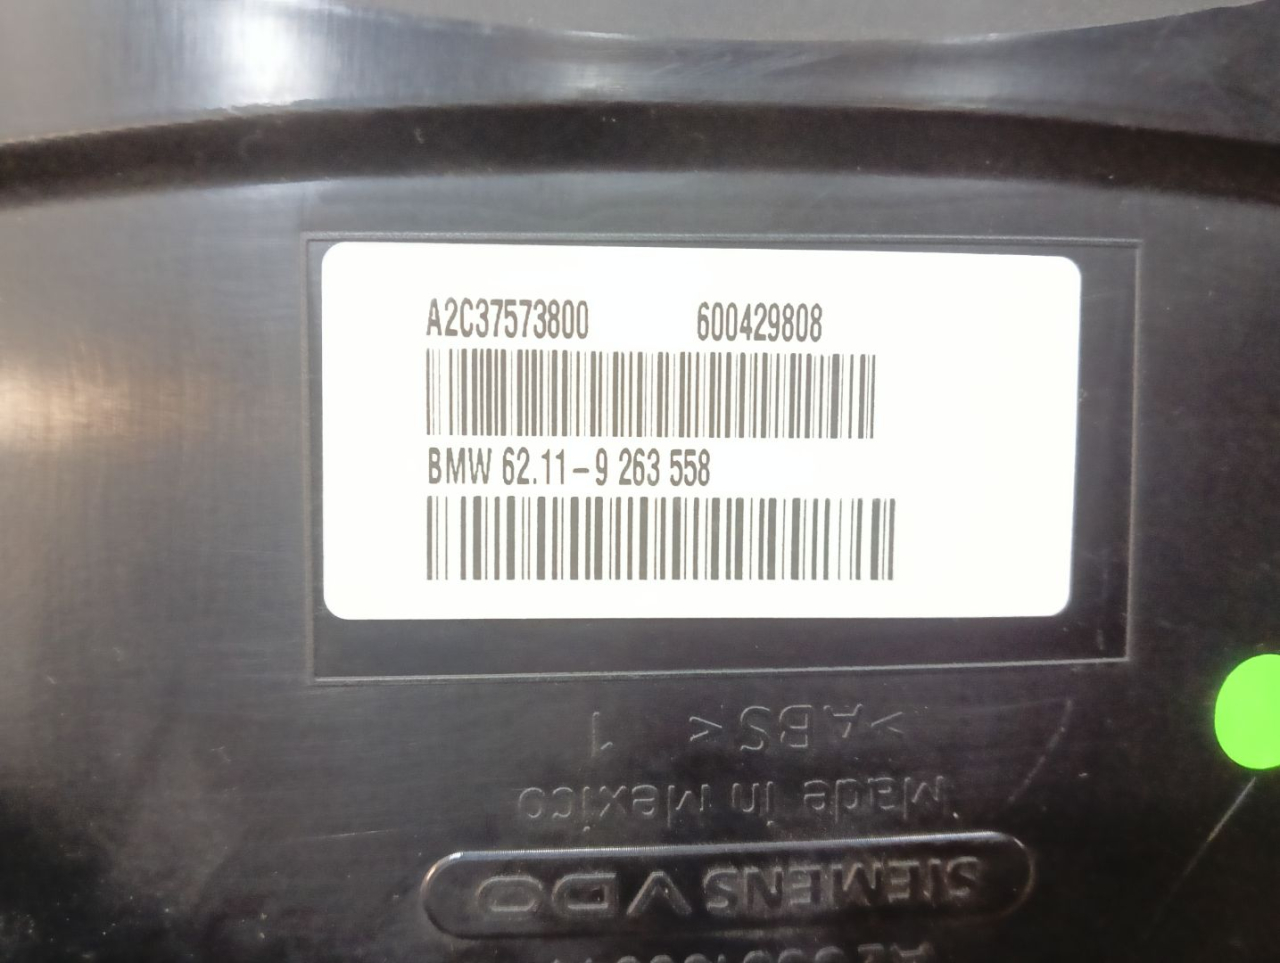 A2C37573800 600429808
BMW 62.11-9 263 558
>ABS< 1
Made in Mexico
SIEMENS VDO